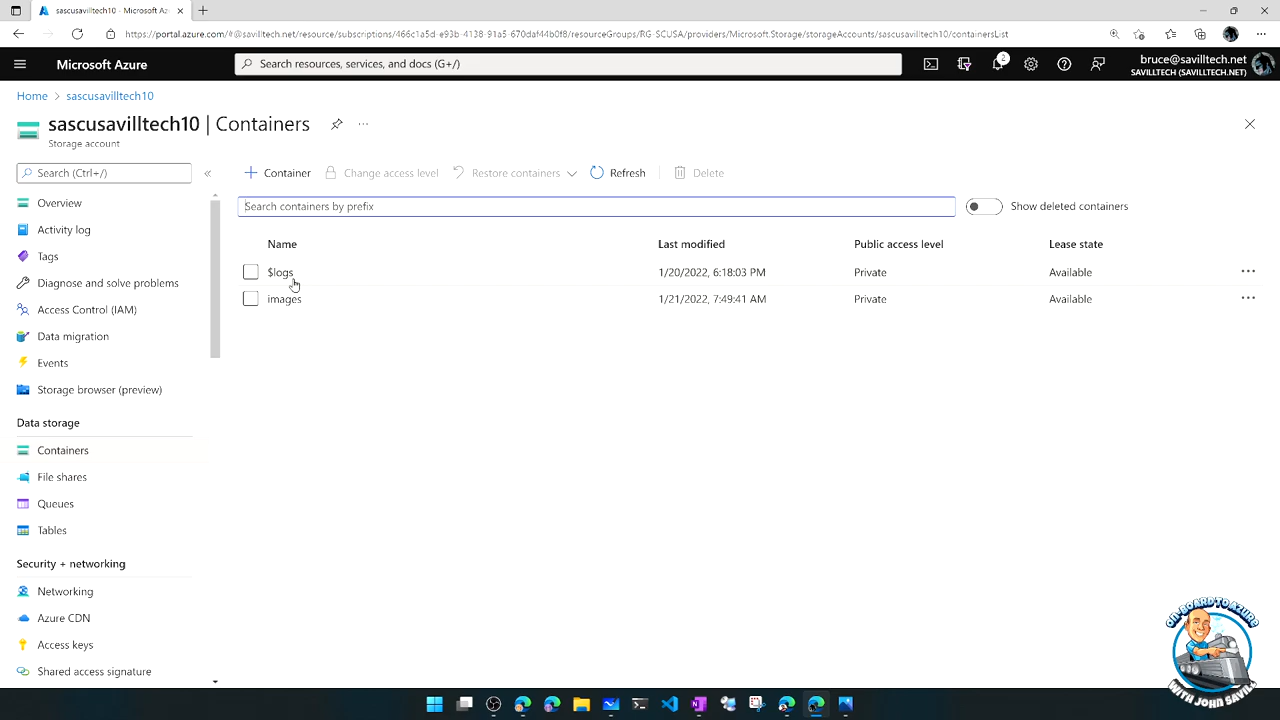 sascusavilltech10 - Microsoft Az
https://portal.azure.com/#@savilltech.net/resource/subscriptions/466c1a5d-e93b-4138-91a5-670daf44b0f8/resourceGroups/RG-SCUSA/providers/Microsoft.Storage/storageAccounts/sascusavilltech10/containersList
Microsoft Azure
Search resources, services, and docs (G+/)
2
bruce@savilltech.net
SAVILLTECH (SAVILLTECH.NET)
Home > sascusavilltech10
sascusavilltech10 | Containers
Storage account
Search (Ctrl+/)
Container
Change access level
Restore containers
Refresh
Delete
Overview
Search containers by prefix
Show deleted containers
Activity log
Name
Last modified
Public access level
Lease state
Tags
$logs
1/20/2022, 6:18:03 PM
Private
Available
Diagnose and solve problems
images
1/21/2022, 7:49:41 AM
Private
Available
Access Control (IAM)
Data migration
Events
Storage browser (preview)
Data storage
Containers
File shares
Queues
Tables
Security + networking
Networking
Azure CDN
Access keys
Shared access signature
ON-BOARD TO AZURE
WITH JOHN SAVILL